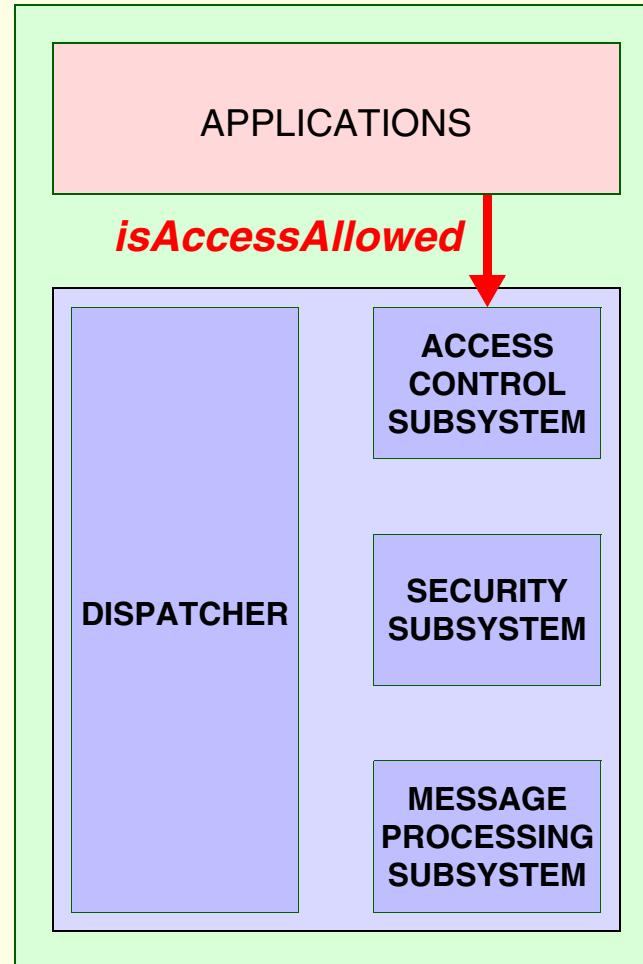 APPLICATIONS
isAccessAllowed
ACCESS
CONTROL
SUBSYSTEM
DISPATCHER
SECURITY
SUBSYSTEM
MESSAGE
PROCESSING
SUBSYSTEM